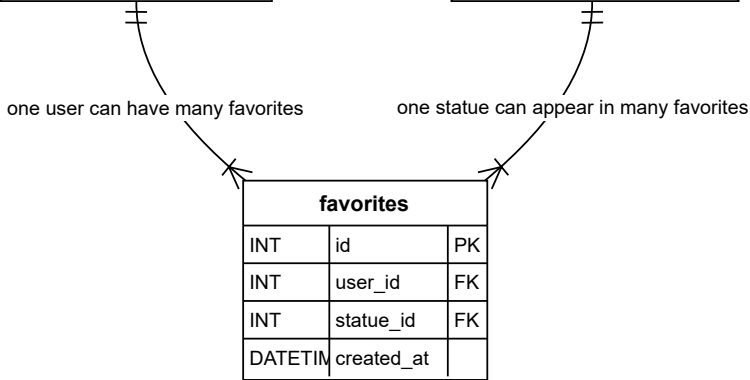 one user can have many favorites
one statue can appear in many favorites
favorites
INT id PK
INT user_id FK
INT statue_id FK
DATETIM created_at